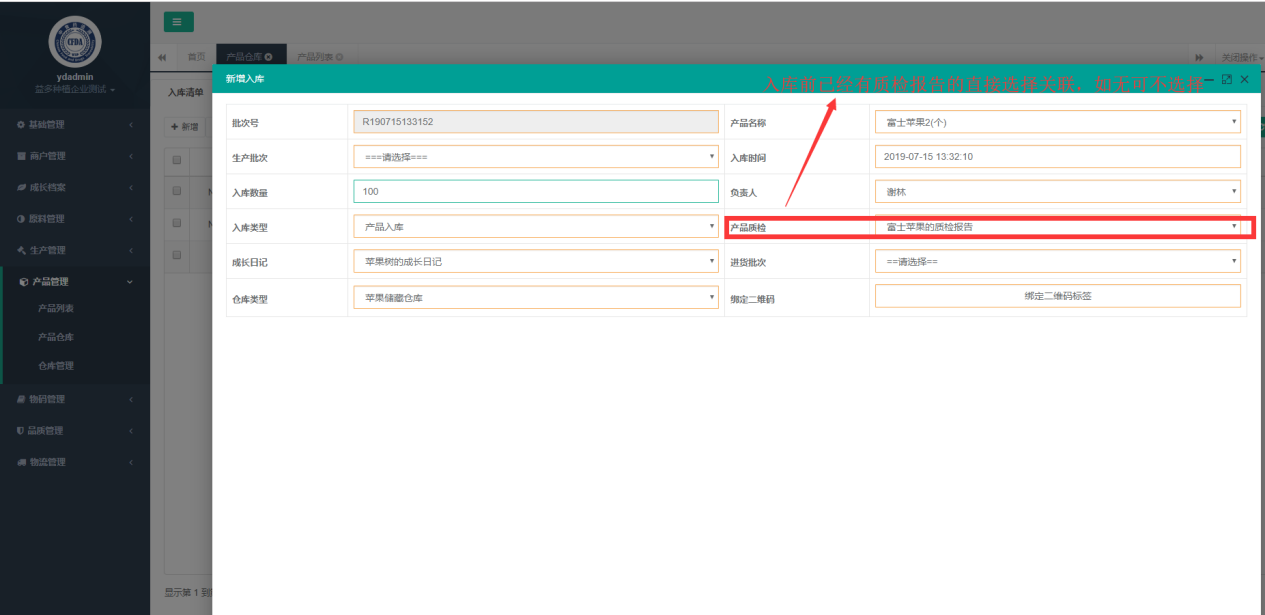 CFDA
ydadmin
益多种植企业测试
基础管理
商户管理
成长档案
原料管理
生产管理
产品管理
产品列表
产品仓库
仓库管理
物码管理
品质管理
物流管理
首页
产品仓库
产品列表
关闭操作
入库清单
新增
显示第 1 到
新增入库
入库前已经有质检报告的直接选择关联，如无可不选择
批次号
R190715133152
产品名称
富士苹果2(个)
生产批次
===请选择===
入库时间
2019-07-15 13:32:10
入库数量
100
负责人
谢林
入库类型
产品入库
产品质检
富士苹果的质检报告
成长日记
苹果树的成长日记
进货批次
==请选择==
仓库类型
苹果储藏仓库
绑定二维码
绑定二维码标签